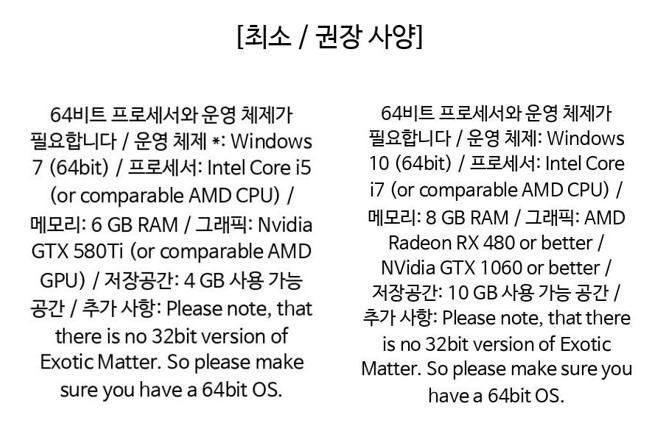 [최소 / 권장 사양]
64비트 프로세서와 운영 체제가
필요합니다 / 운영 체제 *: Windows
7 (64bit) / 프로세서: Intel Core i5
(or comparable AMD CPU) /
메모리: 6 GB RAM / 그래픽: Nvidia
GTX 580Ti (or comparable AMD
GPU) / 저장공간: 4 GB 사용 가능
공간 / 추가 사항: Please note, that
there is no 32bit version of
Exotic Matter. So please make
sure you have a 64bit OS.
64비트 프로세서와 운영 체제가
필요합니다 / 운영 체제: Windows
10 (64bit) / 프로세서: Intel Core
i7 (or comparable AMD CPU) /
메모리: 8 GB RAM / 그래픽: AMD
Radeon RX 480 or better /
NVidia GTX 1060 or better /
저장공간: 10 GB 사용 가능 공간 /
추가 사항: Please note, that there
is no 32bit version of Exotic
Matter. So please make sure you
have a 64bit OS.